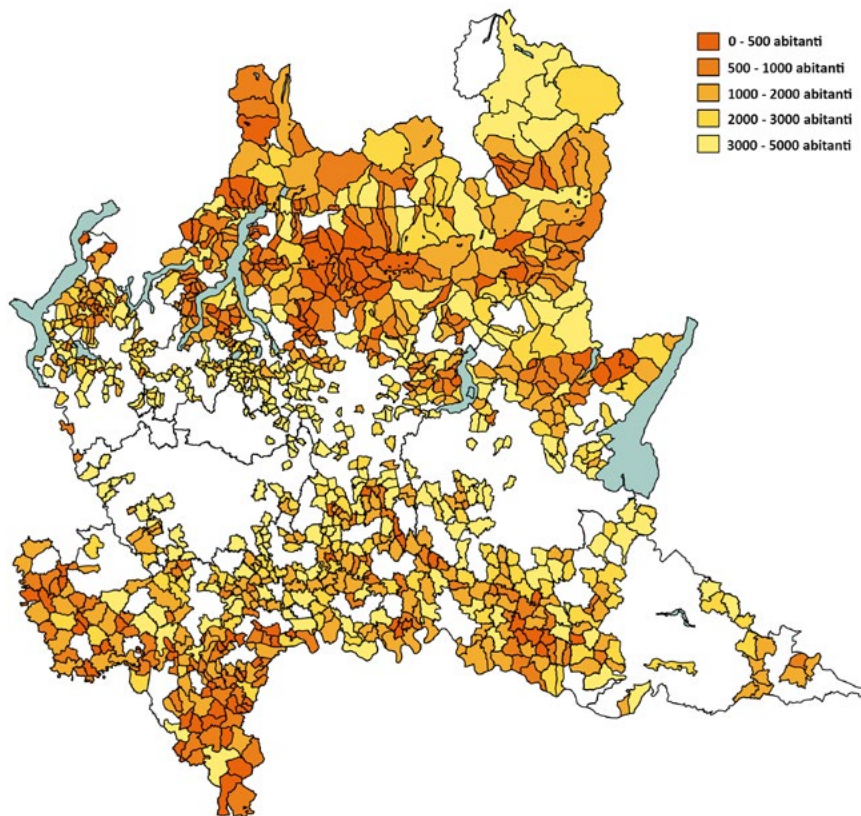 0 - 500 abitanti
500 - 1000 abitanti
1000 - 2000 abitanti
2000 - 3000 abitanti
3000 - 5000 abitanti